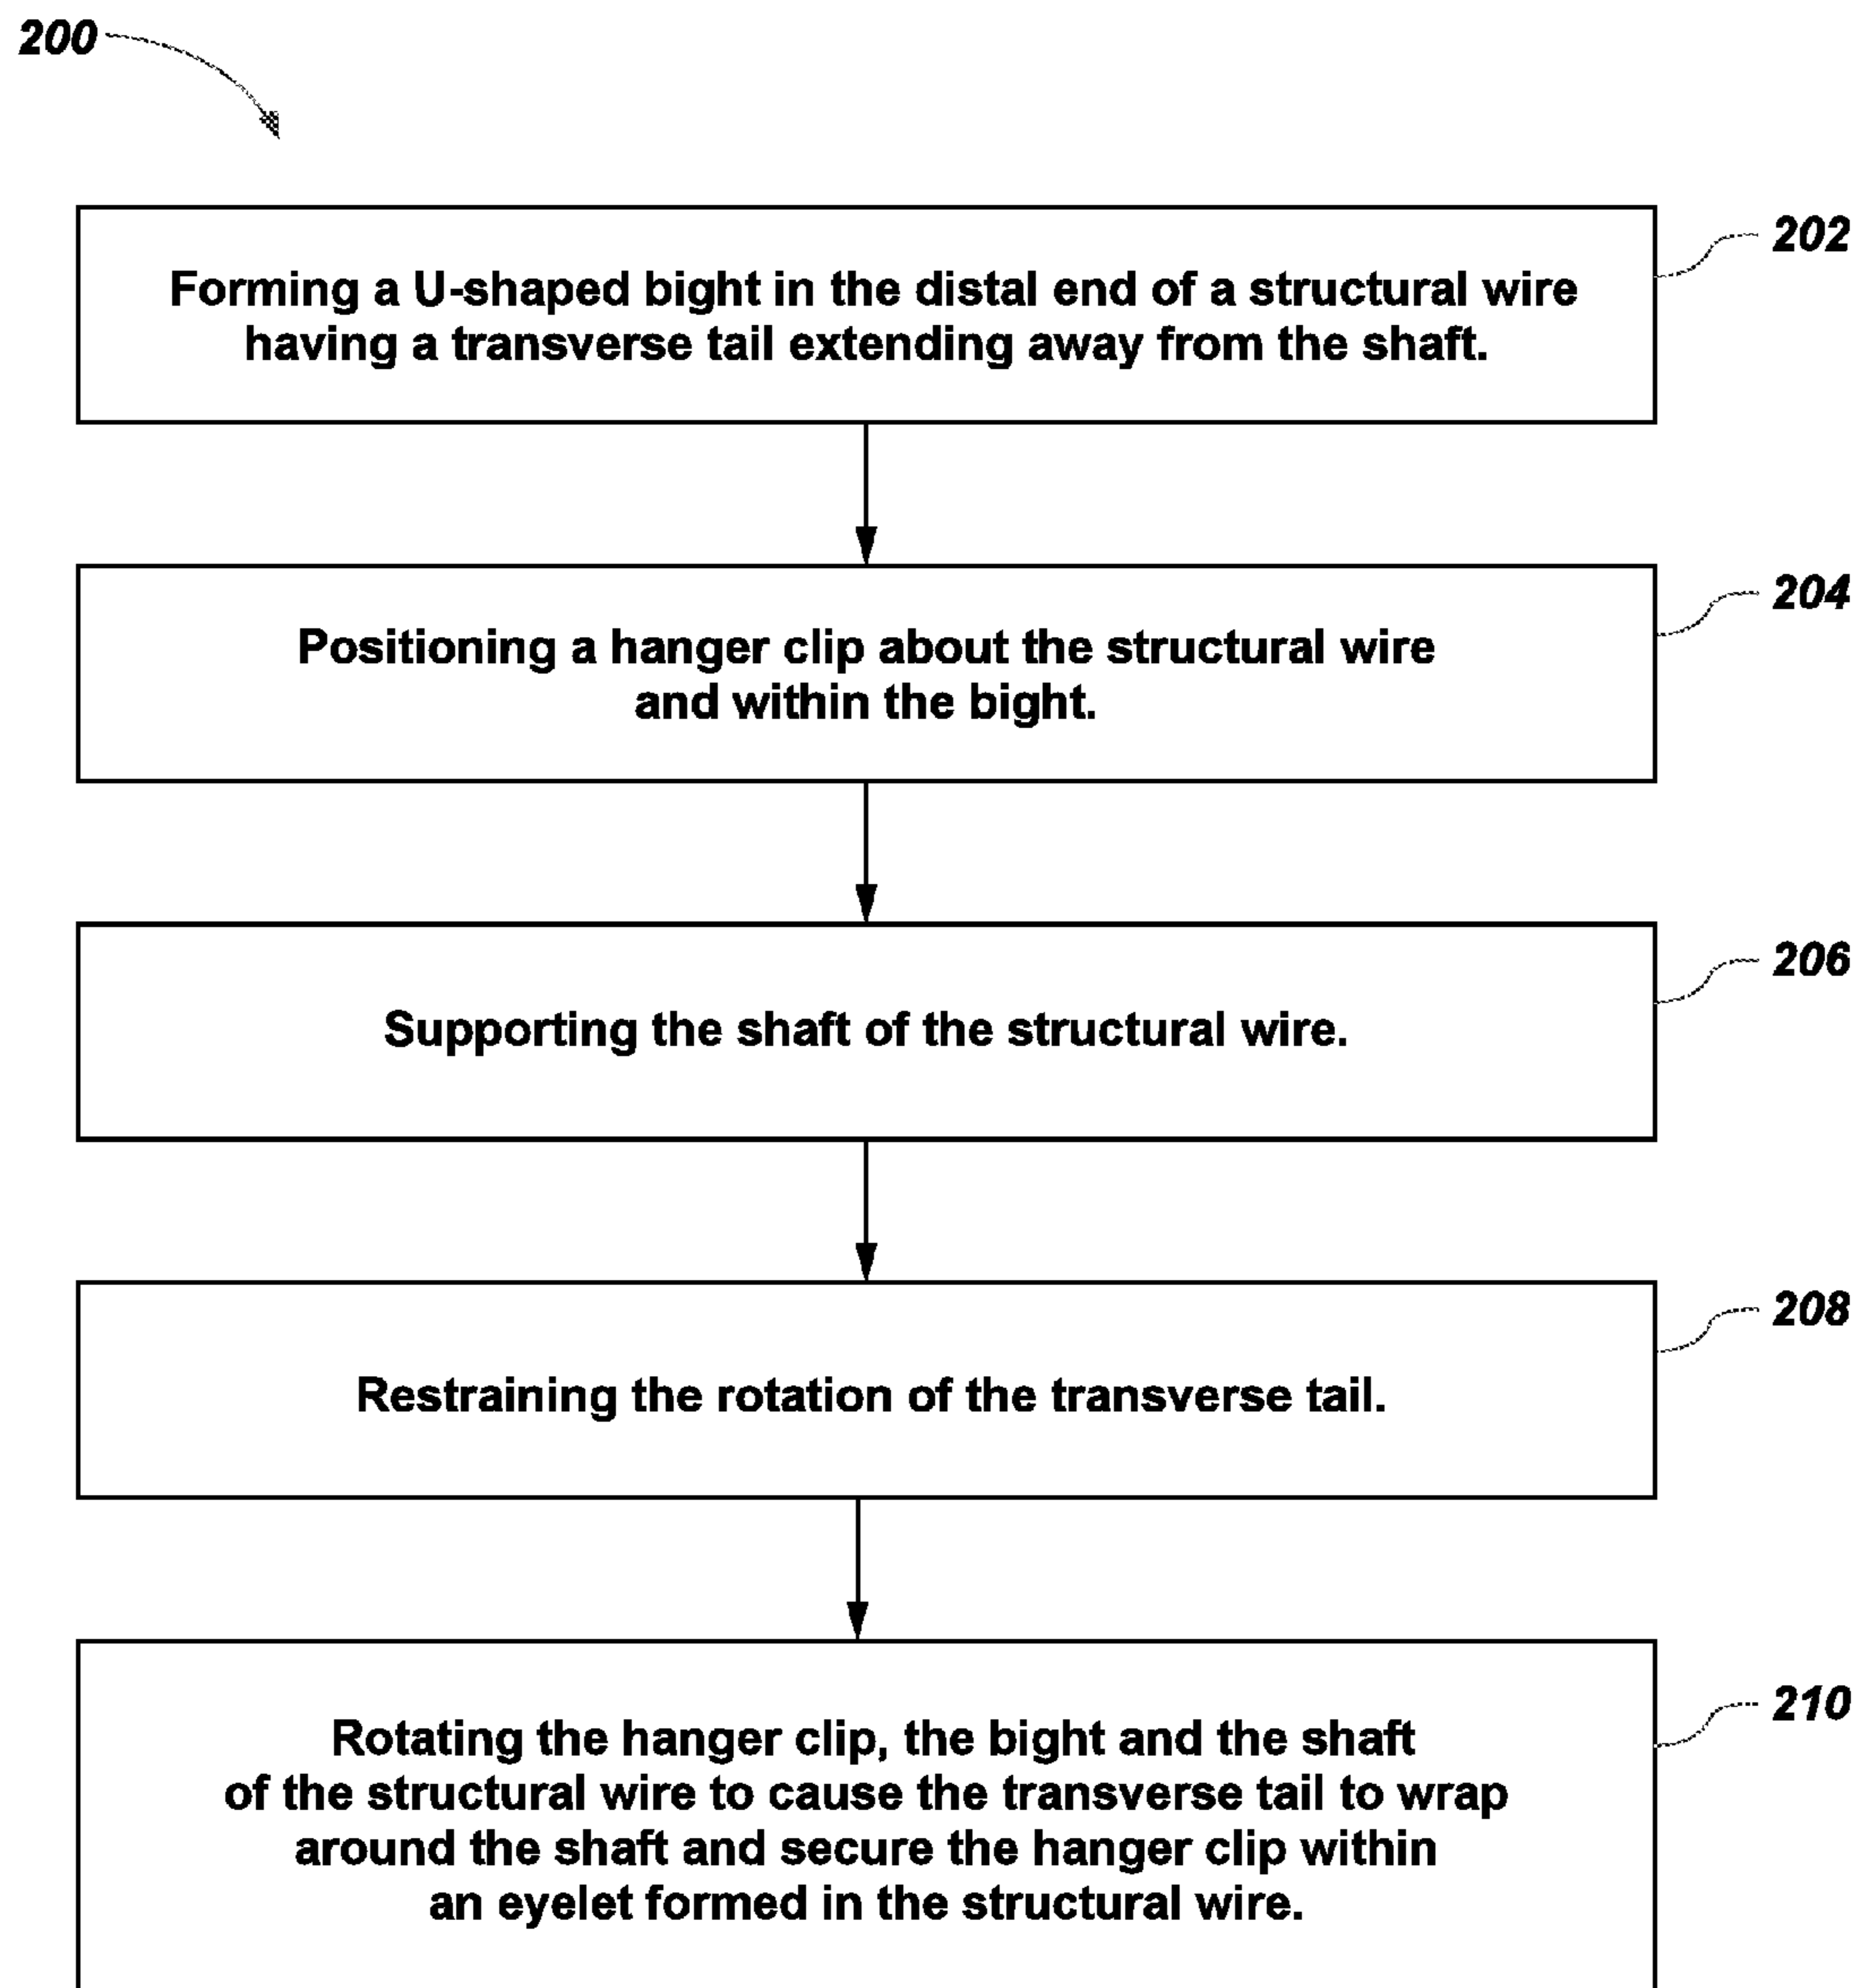 200
202
Forming a U-shaped bight in the distal end of a structural wire
having a transverse tail extending away from the shaft.
204
Positioning a hanger clip about the structural wire
and within the bight.
206
Supporting the shaft of the structural wire.
208
Restraining the rotation of the transverse tail.
210
Rotating the hanger clip, the bight and the shaft
of the structural wire to cause the transverse tail to wrap
around the shaft and secure the hanger clip within
an eyelet formed in the structural wire.